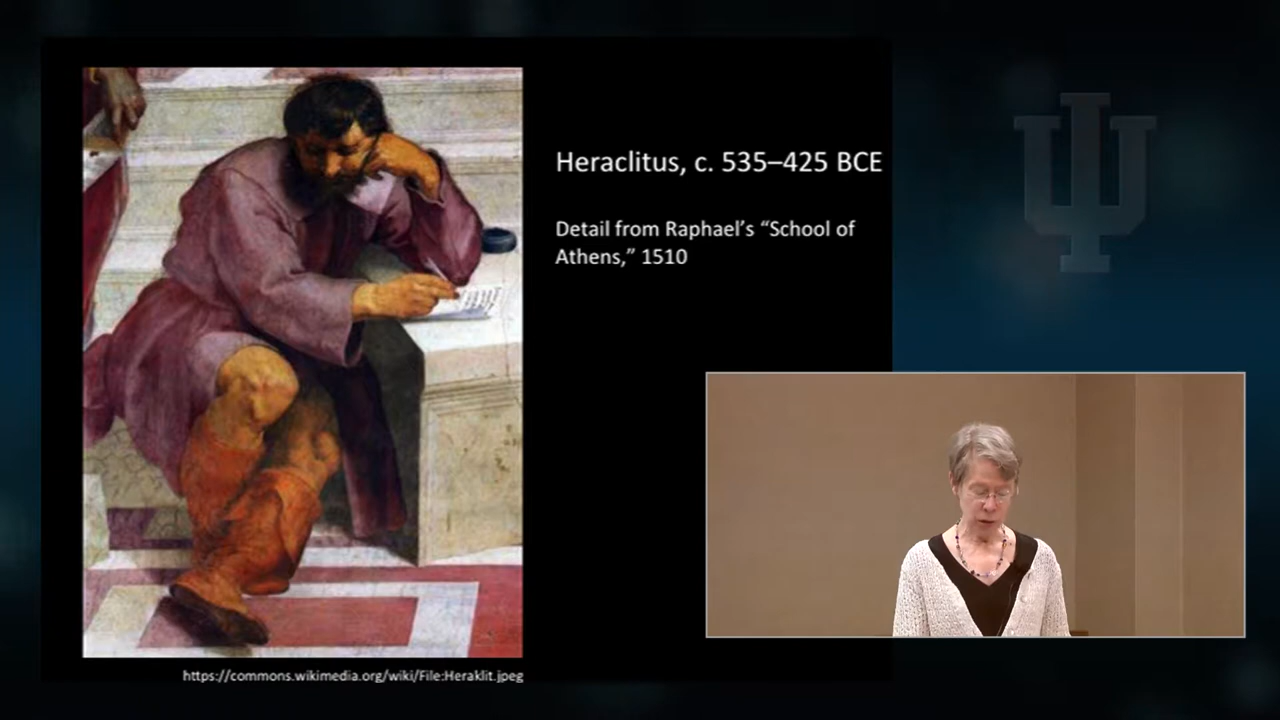 Heraclitus, c. 535–425 BCE
Detail from Raphael’s “School of
Athens,” 1510
https://commons.wikimedia.org/wiki/File:Heraklit.jpeg